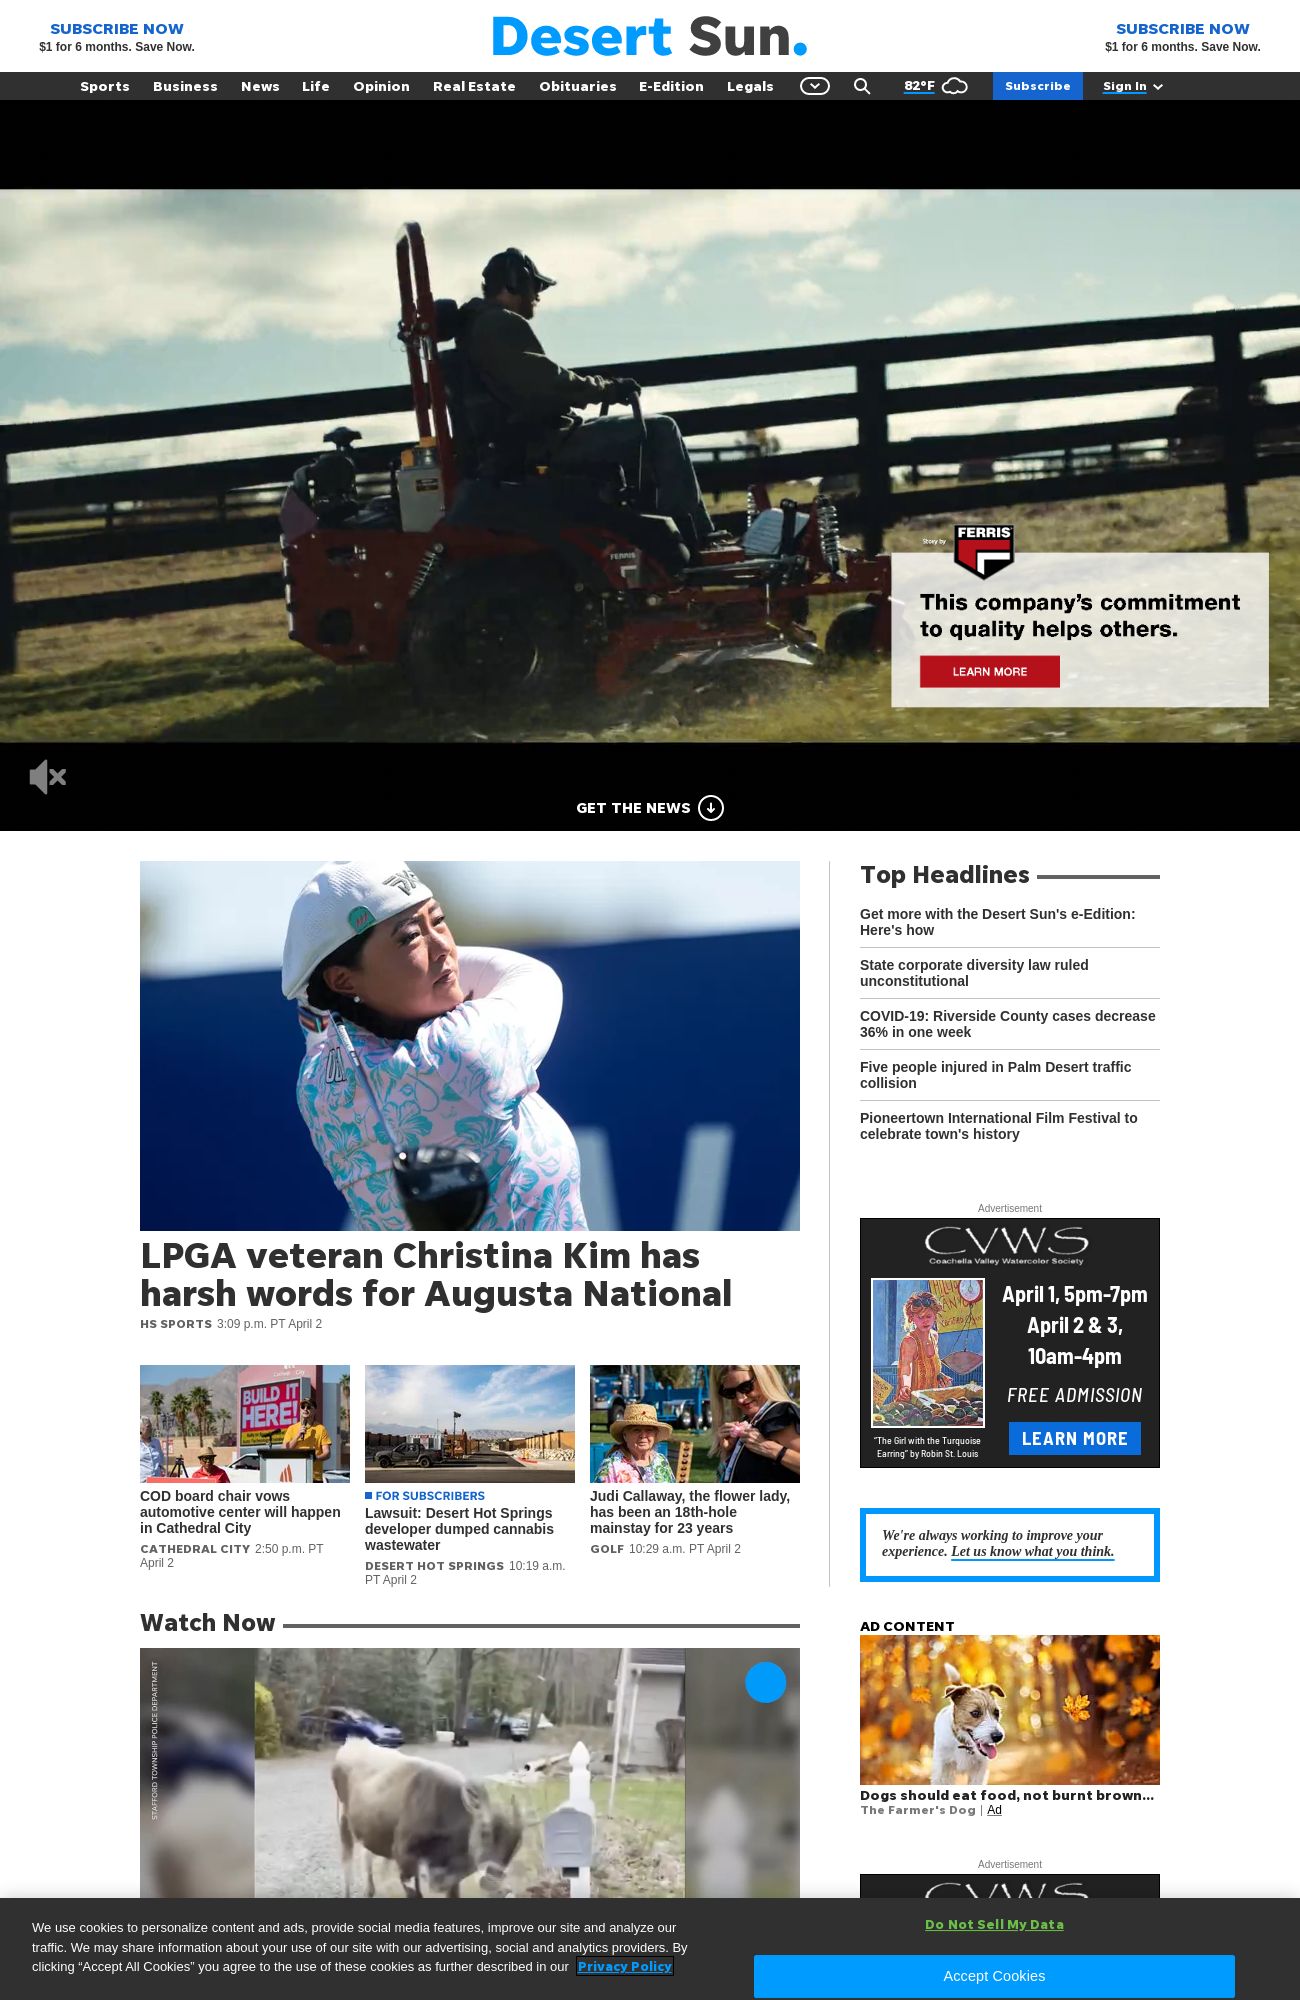 SUBSCRIBE NOW
$1 for 6 months. Save Now.
Desert Sun.
SUBSCRIBE NOW
$1 for 6 months. Save Now.
Sports Business News Life Opinion Real Estate Obituaries E-Edition Legals 82°F Subscribe Sign In
FERRIS
Story by
FERRIS
This company's commitment
to quality helps others.
LEARN MORE
GET THE NEWS
LPGA veteran Christina Kim has
harsh words for Augusta National
HS SPORTS 3:09 p.m. PT April 2
BUILD IT
HERE!
COD board chair vows
automotive center will happen
in Cathedral City
CATHEDRAL CITY 2:50 p.m. PT
April 2
FOR SUBSCRIBERS
Lawsuit: Desert Hot Springs
developer dumped cannabis
wastewater
DESERT HOT SPRINGS 10:19 a.m.
PT April 2
Judi Callaway, the flower lady,
has been an 18th-hole
mainstay for 23 years
GOLF 10:29 a.m. PT April 2
Watch Now
STAFFORD TOWNSHIP POLICE DEPARTMENT
Top Headlines
Get more with the Desert Sun's e-Edition:
Here's how
State corporate diversity law ruled
unconstitutional
COVID-19: Riverside County cases decrease
36% in one week
Five people injured in Palm Desert traffic
collision
Pioneertown International Film Festival to
celebrate town's history
Advertisement
CVWS
Coachella Valley Watercolor Society
April 1, 5pm-7pm
April 2 & 3,
10am-4pm
FREE ADMISSION
LEARN MORE
"The Girl with the Turquoise
Earring" by Robin St. Louis
We're always working to improve your
experience. Let us know what you think.
AD CONTENT
Dogs should eat food, not burnt brown...
The Farmer's Dog | Ad
Advertisement
CVWS
We use cookies to personalize content and ads, provide social media features, improve our site and analyze our
traffic. We may share information about your use of our site with our advertising, social and analytics providers. By
clicking “Accept All Cookies” you agree to the use of these cookies as further described in our Privacy Policy
Do Not Sell My Data
Accept Cookies